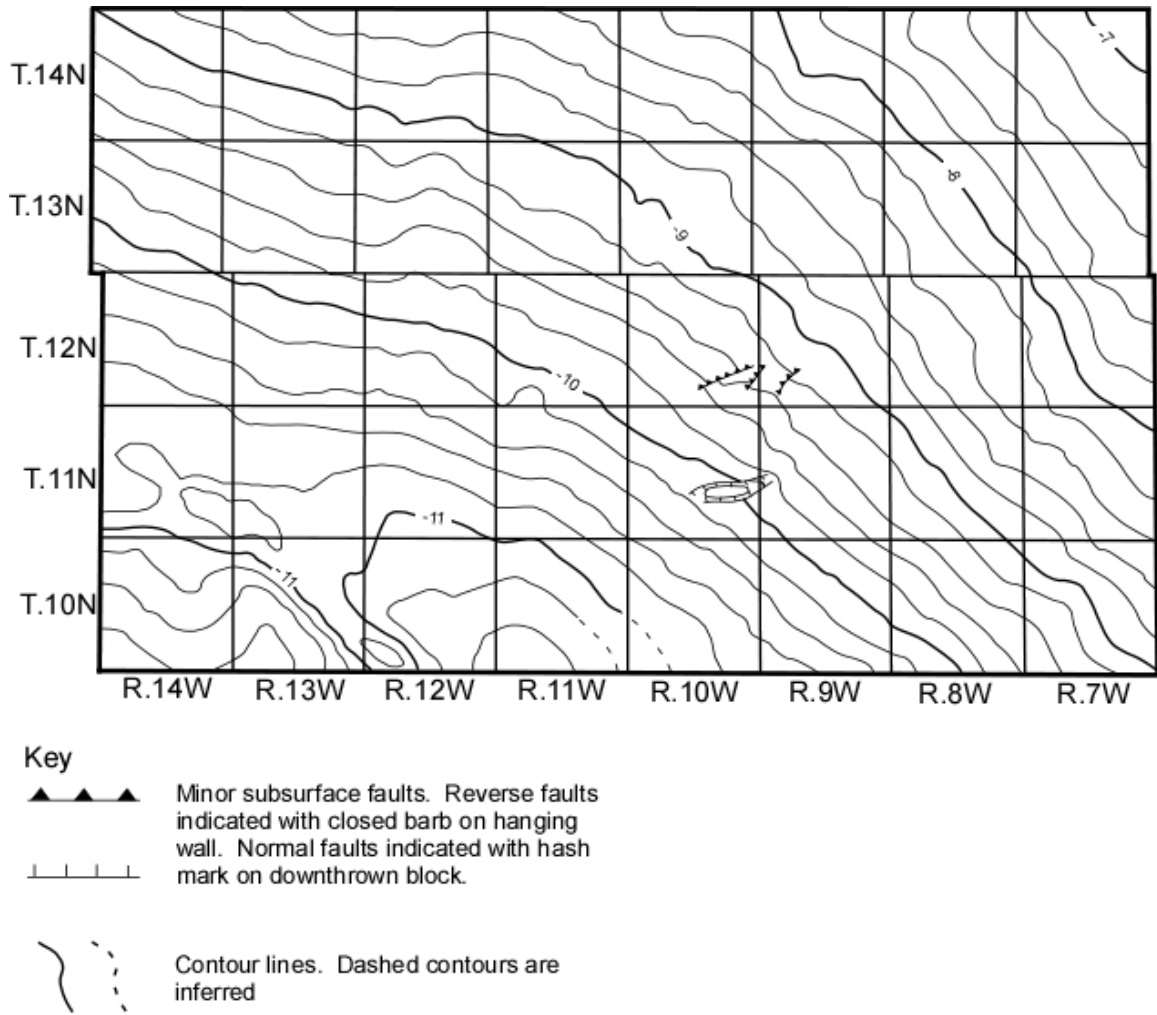 -7
T.14N
-8
T.13N
-9
T.12N
-10
T.11N
-11
-11
T.10N
R.14W R.13W R.12W R.11W R.10W R.9W R.8W R.7W
Key
Minor subsurface faults. Reverse faults
indicated with closed barb on hanging
wall. Normal faults indicated with hash
mark on downthrown block.
Contour lines. Dashed contours are
inferred